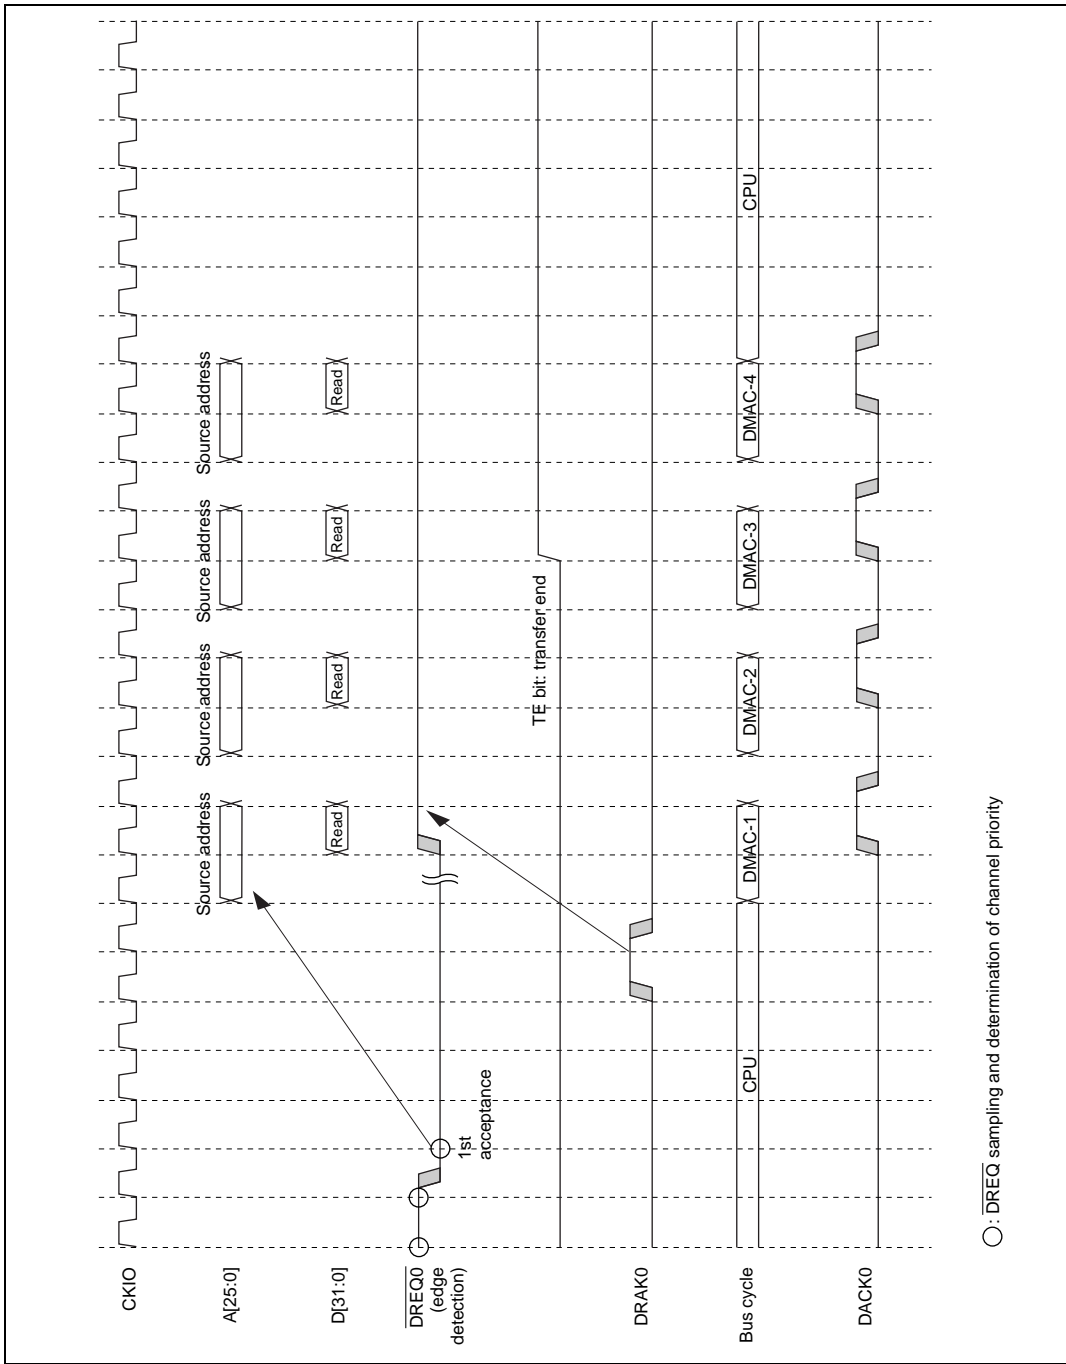 CKIO
Source address
Source address
Source address
Source address
A[25:0]
Read
Read
Read
Read
D[31:0]
DREQ0
(edge
detection)
1st
acceptance
TE bit: transfer end
DRAK0
CPU
DMAC-1
DMAC-2
DMAC-3
DMAC-4
CPU
Bus cycle
DACK0
: DREQ sampling and determination of channel priority